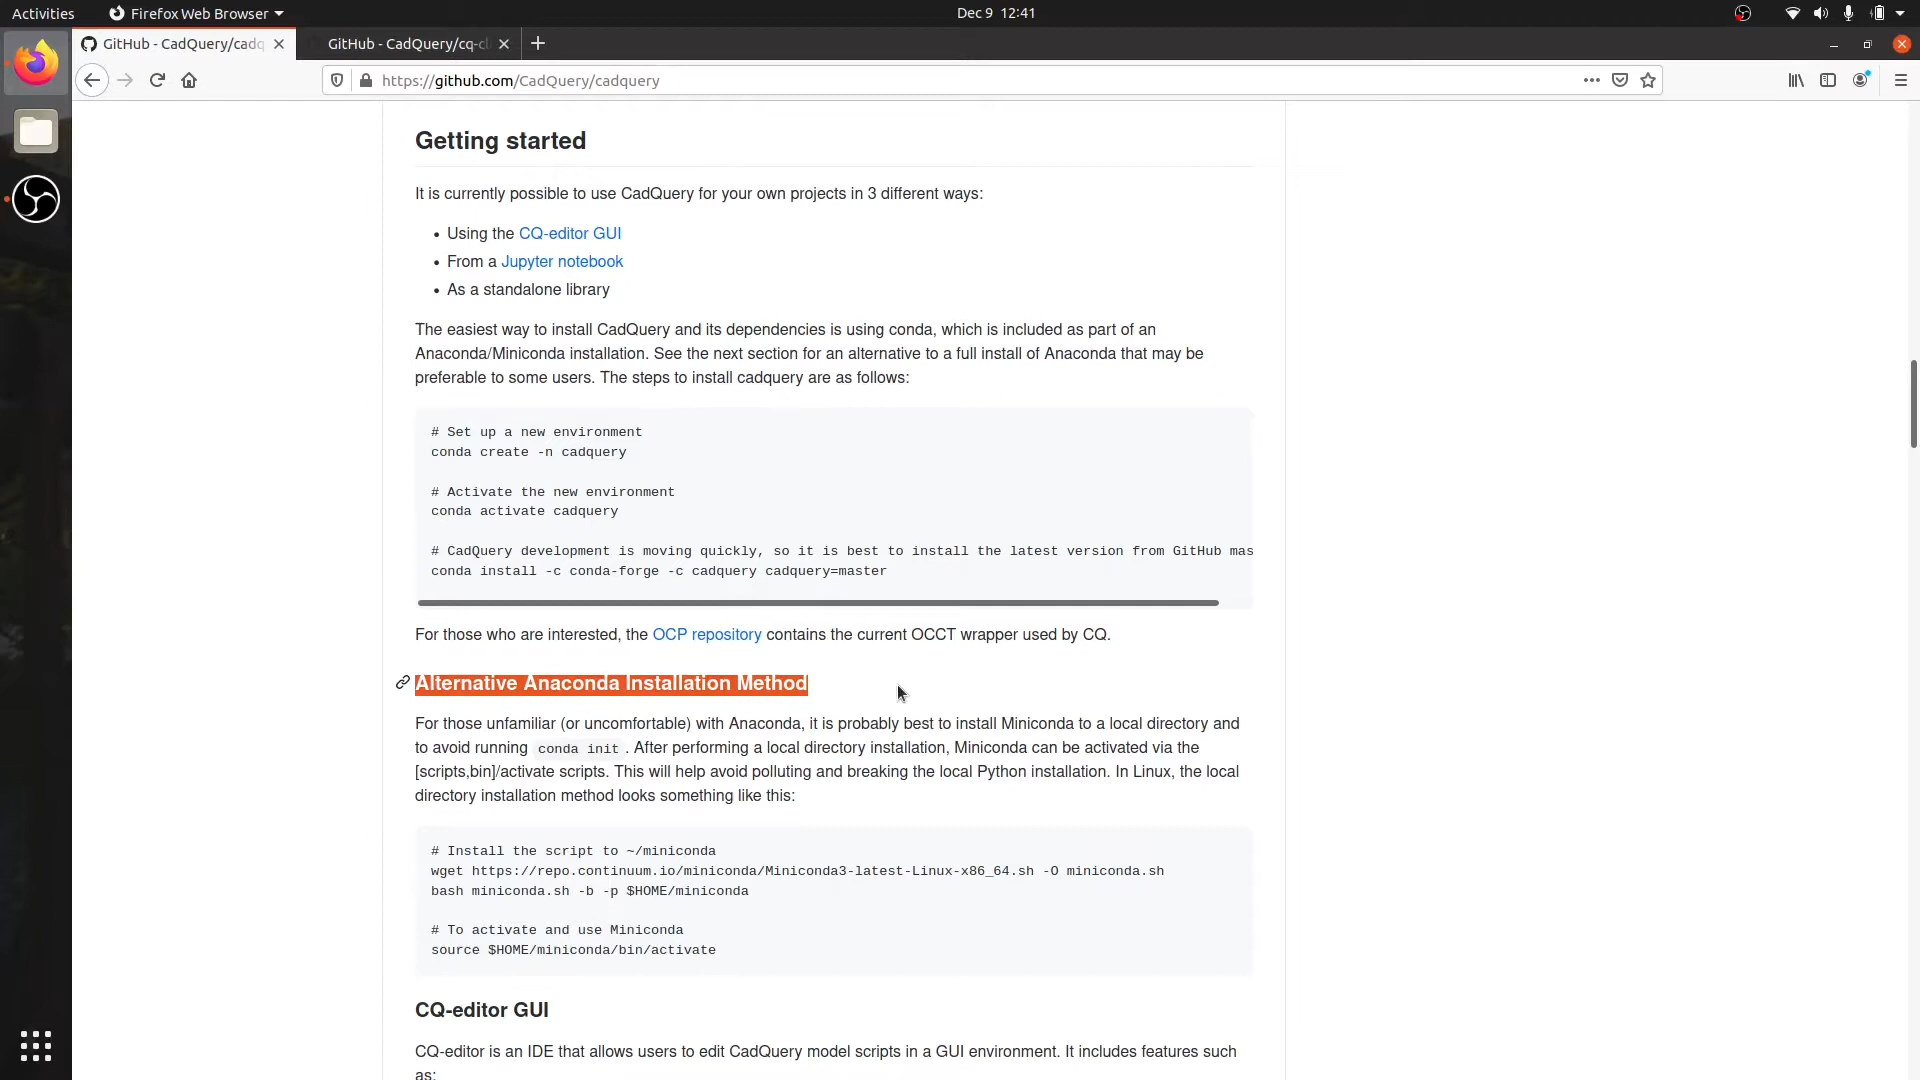 Activities
Firefox Web Browser
Dec 9 12:41
GitHub - CadQuery/cadq
GitHub - CadQuery/cq-cl
https://github.com/CadQuery/cadquery
Getting started
It is currently possible to use CadQuery for your own projects in 3 different ways:
Using the CQ-editor GUI
From a Jupyter notebook
As a standalone library
The easiest way to install CadQuery and its dependencies is using conda, which is included as part of an
Anaconda/Miniconda installation. See the next section for an alternative to a full install of Anaconda that may be
preferable to some users. The steps to install cadquery are as follows:
# Set up a new environment
conda create -n cadquery
# Activate the new environment
conda activate cadquery
# CadQuery development is moving quickly, so it is best to install the latest version from GitHub mas
conda install -c conda-forge -c cadquery cadquery=master
For those who are interested, the OCP repository contains the current OCCT wrapper used by CQ.
Alternative Anaconda Installation Method
For those unfamiliar (or uncomfortable) with Anaconda, it is probably best to install Miniconda to a local directory and
to avoid running conda init . After performing a local directory installation, Miniconda can be activated via the
[scripts,bin]/activate scripts. This will help avoid polluting and breaking the local Python installation. In Linux, the local
directory installation method looks something like this:
# Install the script to ~/miniconda
wget https://repo.continuum.io/miniconda/Miniconda3-latest-Linux-x86_64.sh -O miniconda.sh
bash miniconda.sh -b -p $HOME/miniconda
# To activate and use Miniconda
source $HOME/miniconda/bin/activate
CQ-editor GUI
CQ-editor is an IDE that allows users to edit CadQuery model scripts in a GUI environment. It includes features such
as: